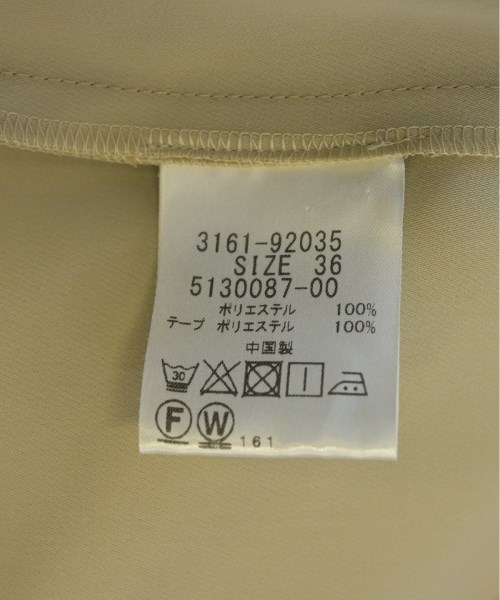 3161-92035
SIZE 36
5130087-00
ポリエステル 100%
テープ ポリエステル 100%
中国製
30
F W 161